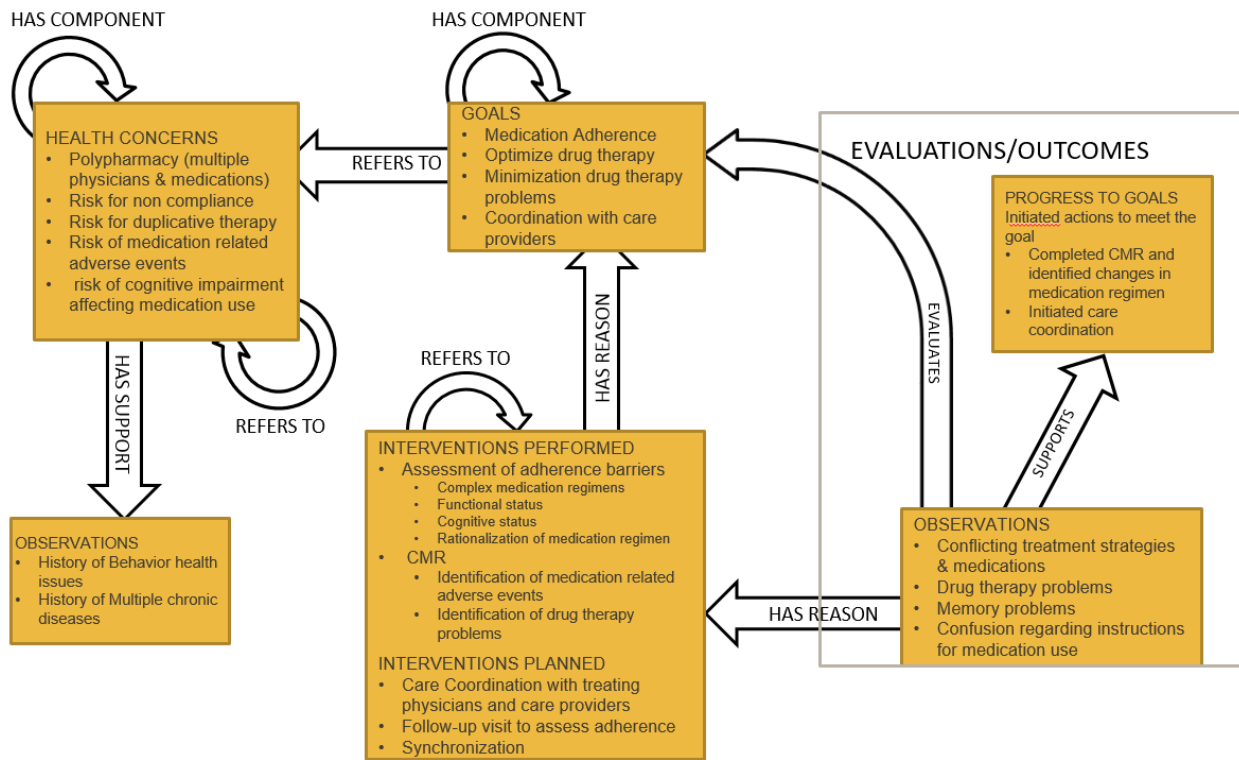 HAS COMPONENT
HEALTH CONCERNS
• Polypharmacy (multiple
physicians & medications)
• Risk for non compliance
• Risk for duplicative therapy
• Risk of medication related
adverse events
• risk of cognitive impairment
affecting medication use
REFERS TO
HAS SUPPORT
OBSERVATIONS
• History of Behavior health
issues
• History of Multiple chronic
diseases
HAS COMPONENT
GOALS
• Medication Adherence
• Optimize drug therapy
• Minimization drug therapy
problems
• Coordination with care
providers
REFERS TO
HAS REASON
REFERS TO
INTERVENTIONS PERFORMED
• Assessment of adherence barriers
• Complex medication regimens
• Functional status
• Cognitive status
• Rationalization of medication regimen
• CMR
• Identification of medication related
adverse events
• Identification of drug therapy
problems
INTERVENTIONS PLANNED
• Care Coordination with treating
physicians and care providers
• Follow-up visit to assess adherence
• Synchronization
EVALUATIONS/OUTCOMES
PROGRESS TO GOALS
Initiated actions to meet the
goal
• Completed CMR and
identified changes in
medication regimen
• Initiated care
coordination
EVALUATES
SUPPORTS
OBSERVATIONS
• Conflicting treatment strategies
& medications
• Drug therapy problems
• Memory problems
• Confusion regarding instructions
for medication use
HAS REASON